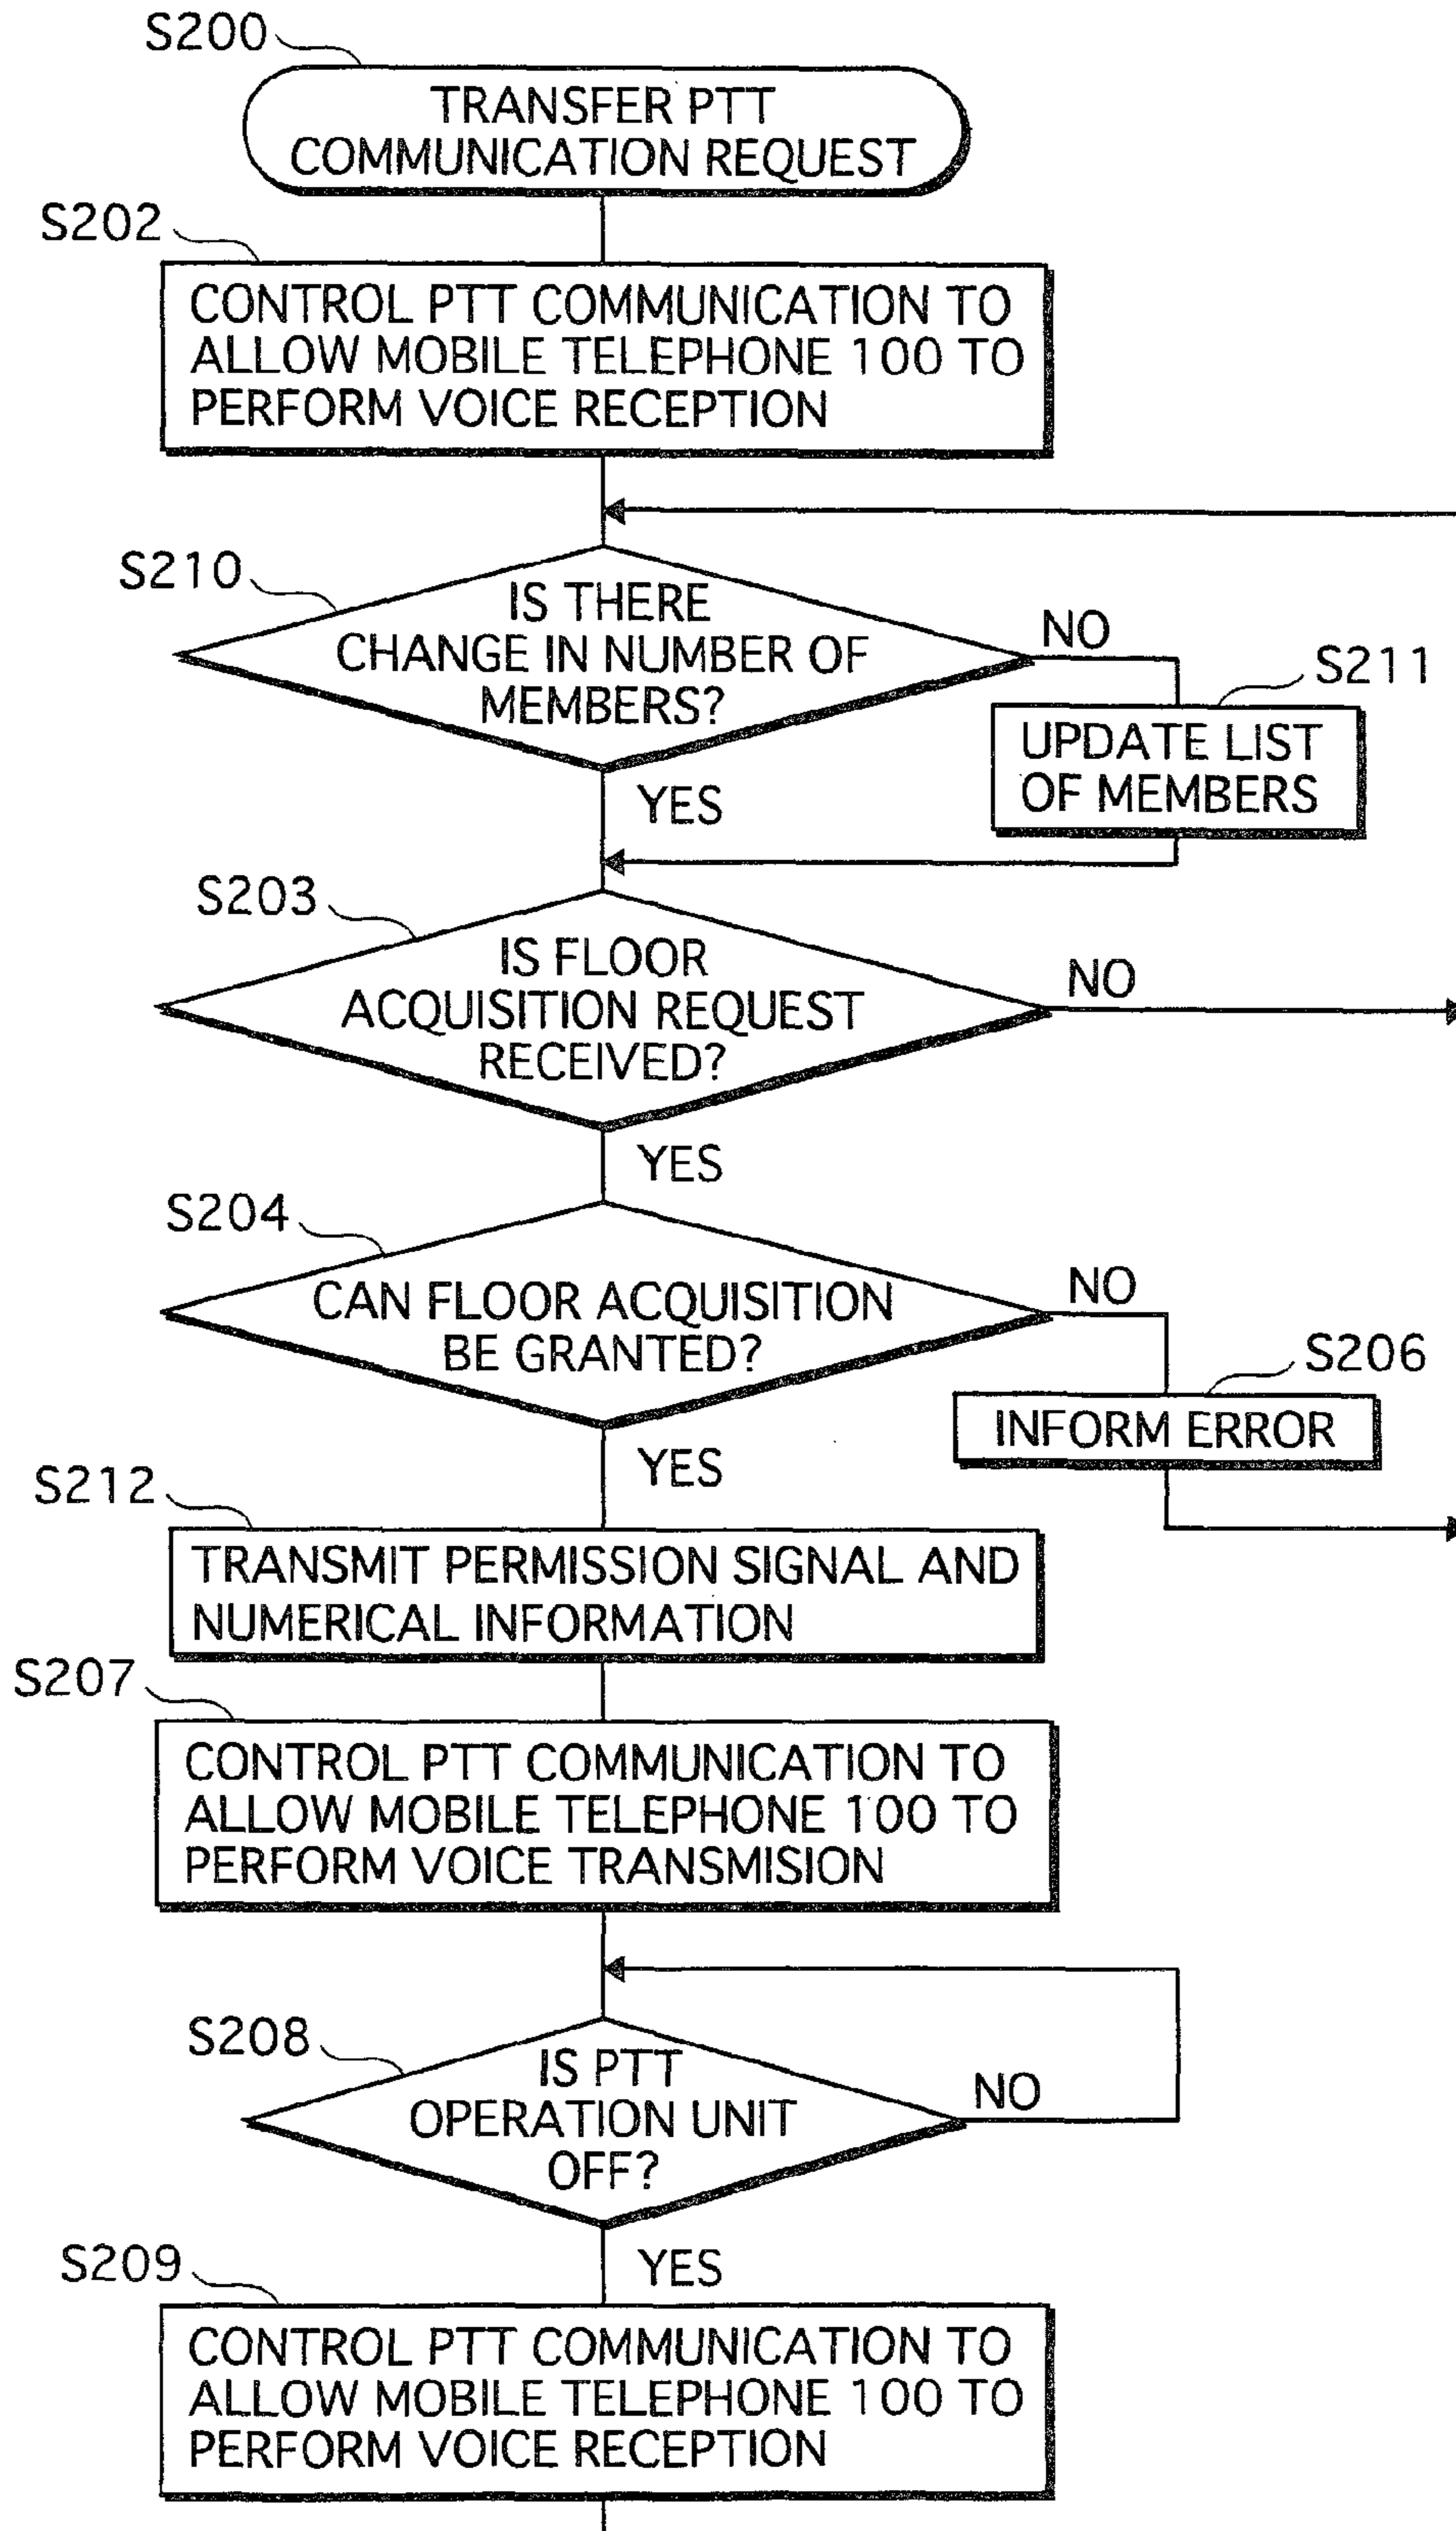 S200
TRANSFER PTT
COMMUNICATION REQUEST
S202
CONTROL PTT COMMUNICATION TO
ALLOW MOBILE TELEPHONE 100 TO
PERFORM VOICE RECEPTION
S210
IS THERE
CHANGE IN NUMBER OF
MEMBERS?
NO
S211
UPDATE LIST
OF MEMBERS
YES
S203
IS FLOOR
ACQUISITION REQUEST
RECEIVED?
NO
YES
S204
CAN FLOOR ACQUISITION
BE GRANTED?
NO
S206
INFORM ERROR
YES
S212
TRANSMIT PERMISSION SIGNAL AND
NUMERICAL INFORMATION
S207
CONTROL PTT COMMUNICATION TO
ALLOW MOBILE TELEPHONE 100 TO
PERFORM VOICE TRANSMISION
S208
IS PTT
OPERATION UNIT
OFF?
NO
YES
S209
CONTROL PTT COMMUNICATION TO
ALLOW MOBILE TELEPHONE 100 TO
PERFORM VOICE RECEPTION